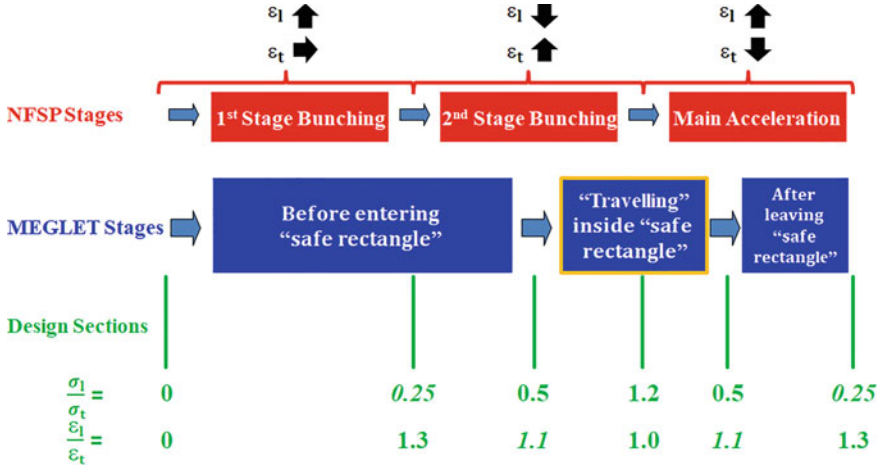 εl εl εl
εt εt εt
NFSP Stages 1st Stage Bunching 2nd Stage Bunching Main Acceleration
MEGLET Stages
Before entering
“safe rectangle”
“Travelling”
inside “safe
rectangle”
After
leaving
“safe
rectangle”
Design Sections
σl/σt = 0 0.25 0.5 1.2 0.5 0.25
εl/εt = 0 1.3 1.1 1.0 1.1 1.3